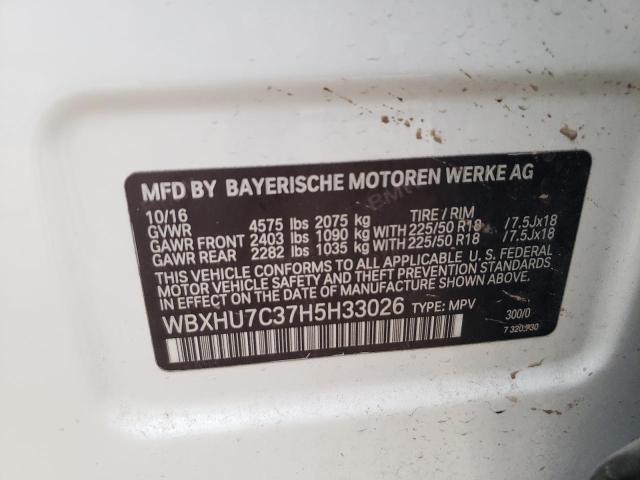 MFD BY BAYERISCHE MOTOREN WERKE AG
10/16 TIRE / RIM
GVWR 4575 lbs 2075 kg
GAWR FRONT 2403 lbs 1090 kg WITH 225/50 R18 /7.5Jx18
GAWR REAR 2282 lbs 1035 kg WITH 225/50 R18 /7.5Jx18
THIS VEHICLE CONFORMS TO ALL APPLICABLE U. S. FEDERAL
MOTOR VEHICLE SAFETY, BUMPER, AND THEFT PREVENTION STANDARDS
IN EFFECT ON THE DATE OF MANUFACTURE SHOWN ABOVE.
WBXHU7C37H5H33026 TYPE: MPV
300/0